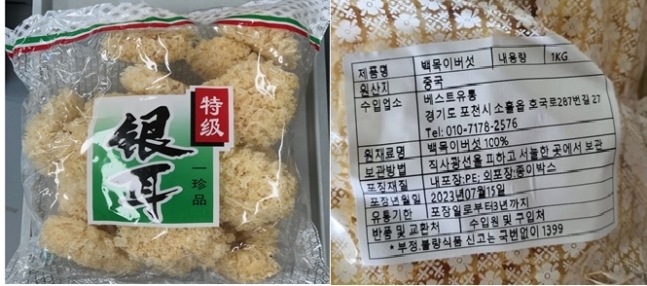 特級
银耳
一珍品
제품명 백목이버섯 내용량 1KG
원산지 중국
수입업소 베스트유통
경기도 포천시 소흘읍 호국로287번길 27
Tel: 010-7178-2576
원재료명 백목이버섯 100%
보관방법 직사광선을 피하고 서늘한 곳에서 보관
포장재질 내포장:PE; 외포장:종이박스
포장년월일 2023년07월15일
유통기한 포장일로부터3년까지
반품 및 교환처 수입원 및 구입처
* 부정.불량식품 신고는 국번없이 1399